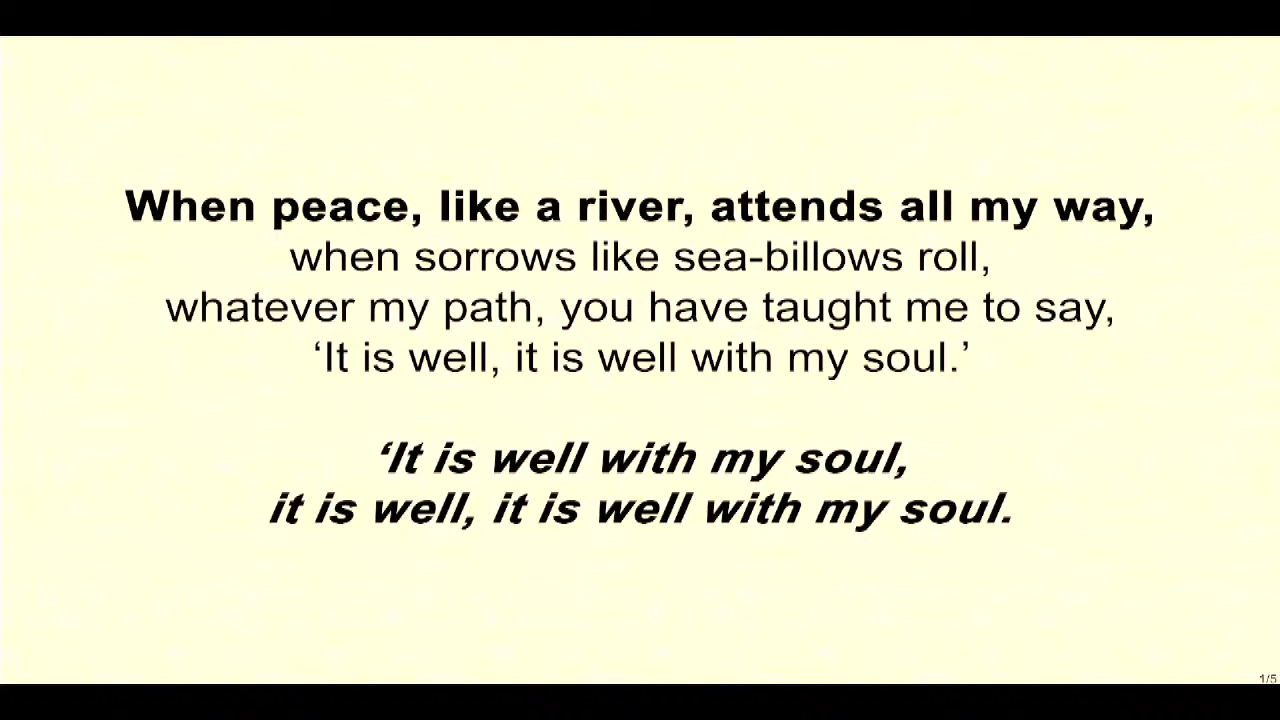 When peace, like a river, attends all my way,
when sorrows like sea-billows roll,
whatever my path, you have taught me to say,
‘It is well, it is well with my soul.’
‘It is well with my soul,
it is well, it is well with my soul.
1/5